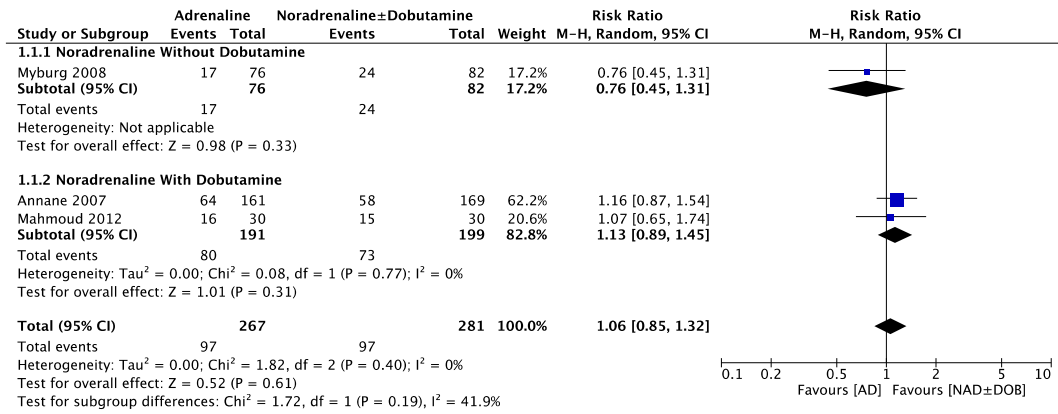 Adrenaline Noradrenaline±Dobutamine Risk Ratio Risk Ratio
Study or Subgroup Events Total Events Total Weight M-H, Random, 95% CI M-H, Random, 95% CI
1.1.1 Noradrenaline Without Dobutamine
Myburg 2008 17 76 24 82 17.2% 0.76 [0.45, 1.31]
Subtotal (95% CI) 76 82 17.2% 0.76 [0.45, 1.31]
Total events 17 24
Heterogeneity: Not applicable
Test for overall effect: Z = 0.98 (P = 0.33)
1.1.2 Noradrenaline With Dobutamine
Annane 2007 64 161 58 169 62.2% 1.16 [0.87, 1.54]
Mahmoud 2012 16 30 15 30 20.6% 1.07 [0.65, 1.74]
Subtotal (95% CI) 191 199 82.8% 1.13 [0.89, 1.45]
Total events 80 73
Heterogeneity: Tau² = 0.00; Chi² = 0.08, df = 1 (P = 0.77); I² = 0%
Test for overall effect: Z = 1.01 (P = 0.31)
Total (95% CI) 267 281 100.0% 1.06 [0.85, 1.32]
Total events 97 97
Heterogeneity: Tau² = 0.00; Chi² = 1.82, df = 2 (P = 0.40); I² = 0%
Test for overall effect: Z = 0.52 (P = 0.61)
Test for subgroup differences: Chi² = 1.72, df = 1 (P = 0.19), I² = 41.9%
0.1 0.2 0.5 1 2 5 10
Favours [AD] Favours [NAD±DOB]